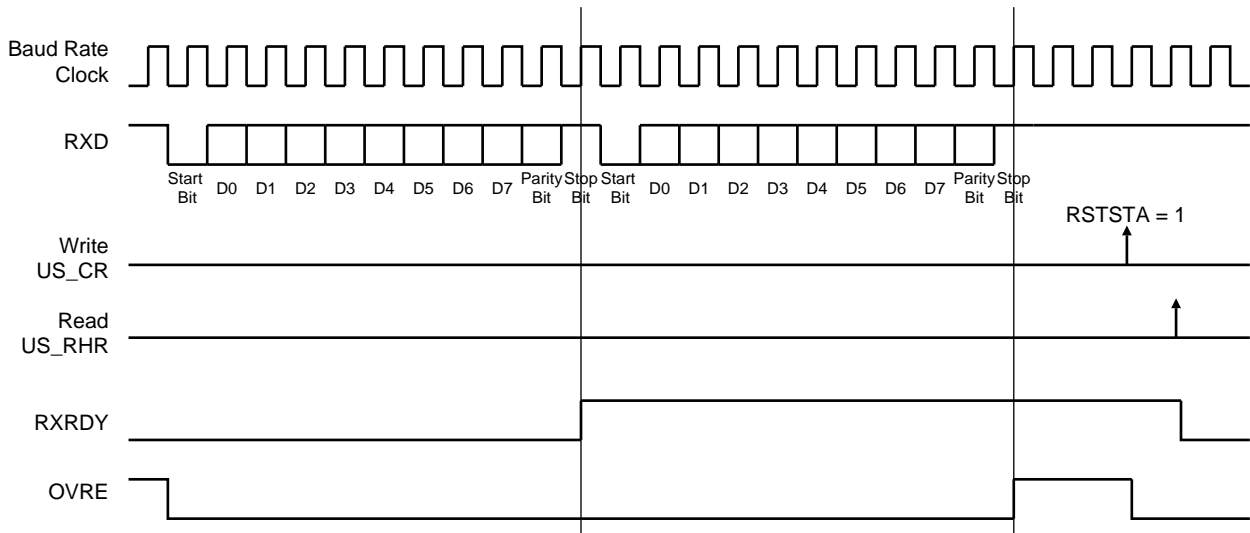 Baud Rate
Clock
RXD
Start
Bit
D0
D1
D2
D3
D4
D5
D6
D7
Parity
Bit
Stop
Bit
Start
Bit
D0
D1
D2
D3
D4
D5
D6
D7
Parity
Bit
Stop
Bit
RSTSTA = 1
Write
US_CR
Read
US_RHR
RXRDY
OVRE